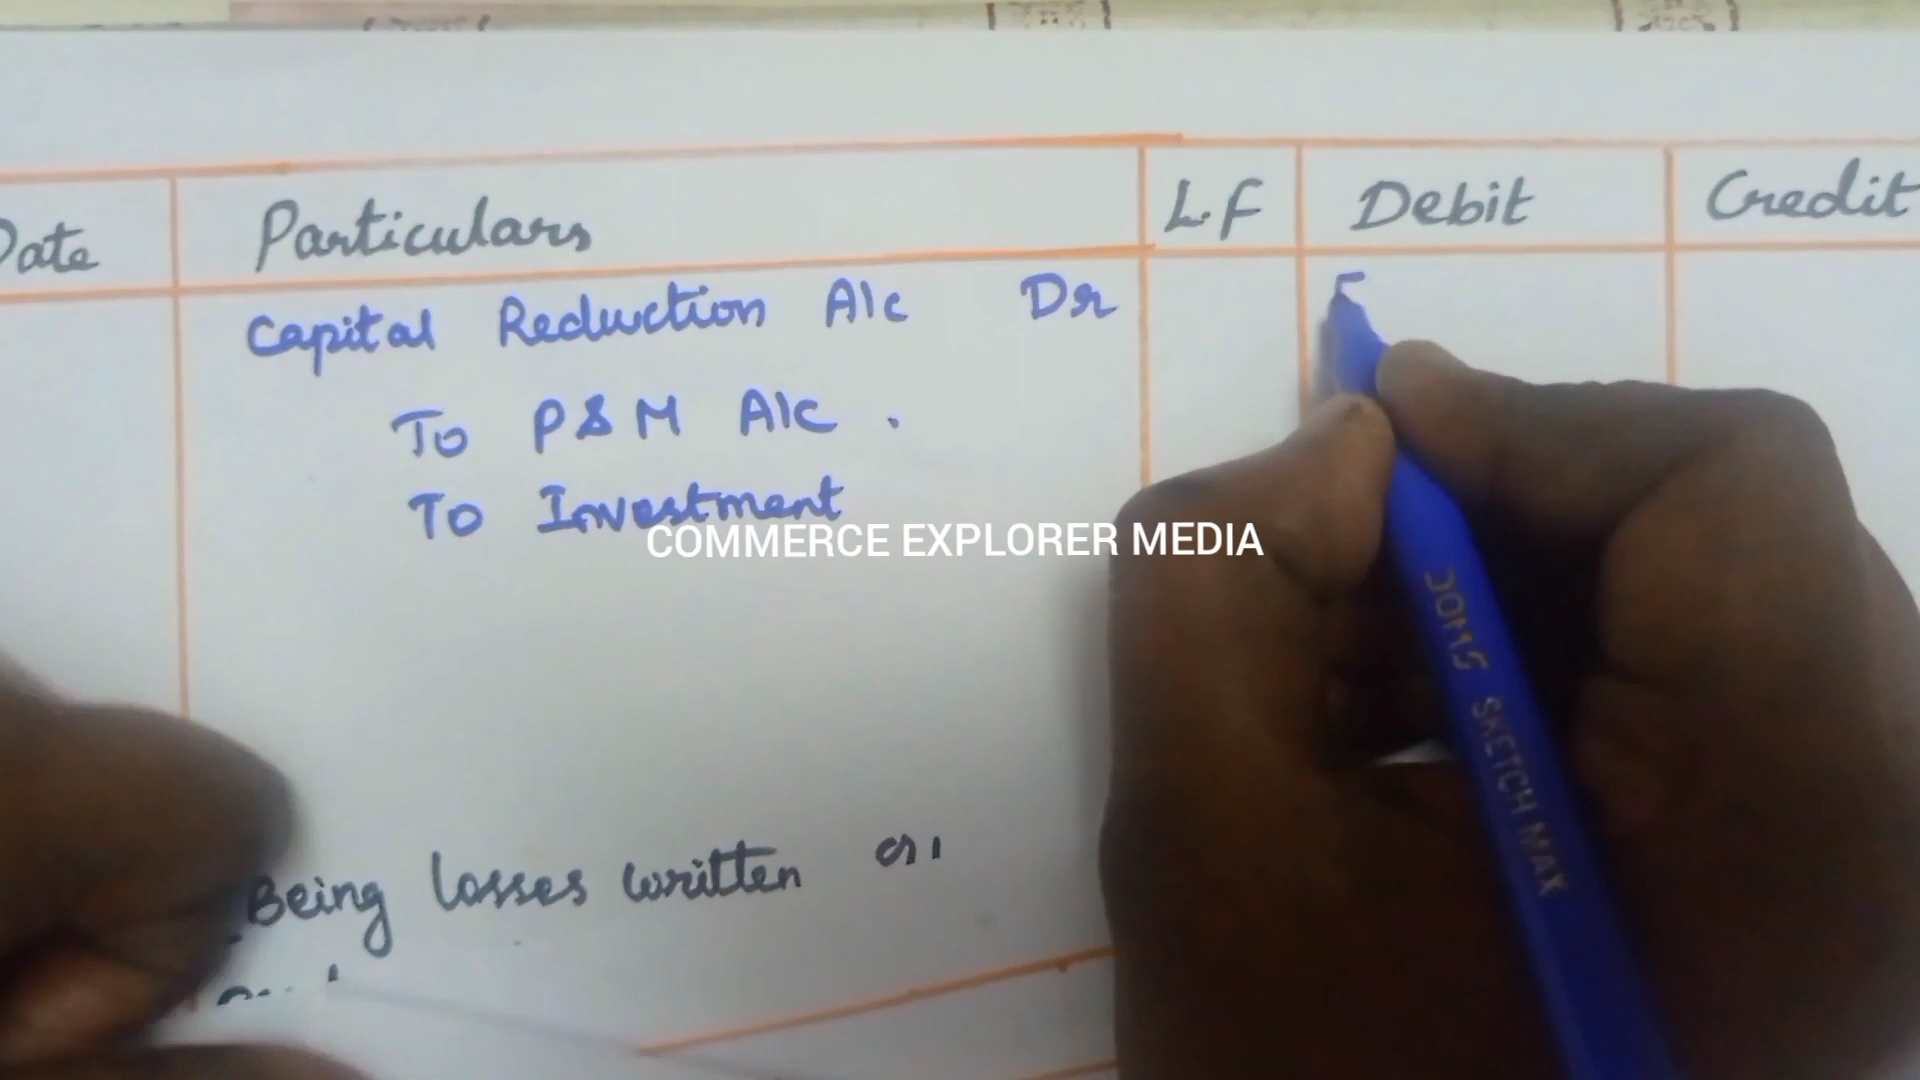 Date Particulars L.F Debit Credit
Capital Reduction A/c Dr 5
To P&M A/c .
To Investment
COMMERCE EXPLORER MEDIA
Being losses written
DOMS SKETCH MAX